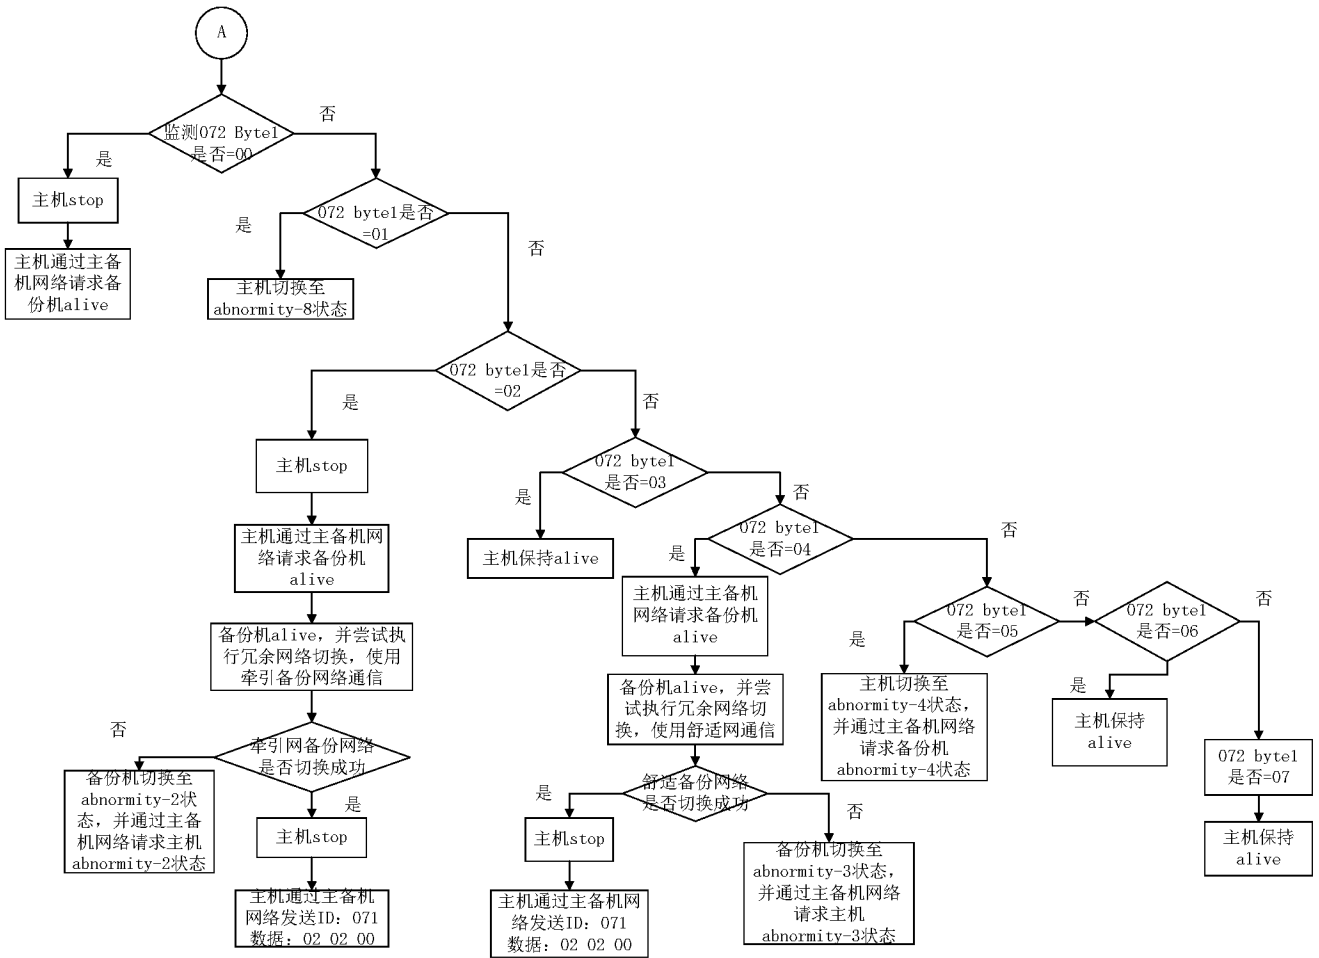 A
否
监测072 Byte1
是否=00
是
主机stop
072 byte1是否
=01
是
否
主机通过主备
机网络请求备
份机alive
主机切换至
abnormity-8状态
072 byte1是否
=02
是
否
主机stop
072 byte1
是否=03
是
否
主机通过主备机网
络请求备份机
alive
主机保持alive
072 byte1
是否=04
是
否
主机通过主备机
网络请求备份机
alive
072 byte1
是否=05
否
072 byte1
是否=06
否
是
是
备份机alive，并尝试执
行冗余网络切换，使用
牵引备份网络通信
备份机alive，并尝
试执行冗余网络切
换，使用舒适网通信
主机切换至
abnormity-4状态，
并通过主备机网络
请求备份机
abnormity-4状态
主机保持
alive
否
牵引网备份网络
是否切换成功
072 byte1
是否=07
备份机切换至
abnormity-2状
态，并通过主备
机网络请求主机
abnormity-2状态
是
主机stop
是
舒适备份网络
是否切换成功
否
主机stop
主机保持
alive
备份机切换至
abnormity-3状态，
并通过主备机网络
请求主机
abnormity-3状态
主机通过主备机
网络发送ID：071
数据：02 02 00
主机通过主备机网
络发送ID：071
数据：02 02 00